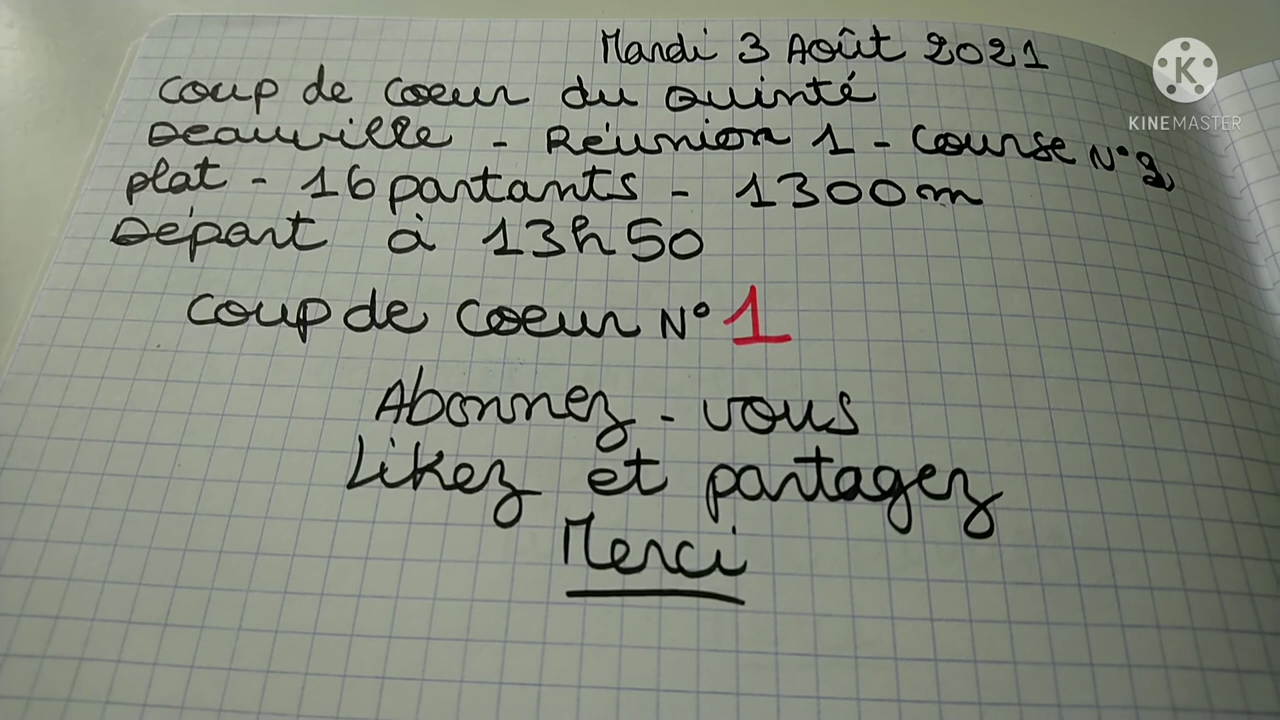 Mardi 3 Août 2021
Coup de coeur du Quinté
Deauville - Réunion 1 - Course N° 2
plat - 16 partants - 1300m
Départ à 13h50
Coup de coeur N° 1
Abonnez-vous
Likez et partagez
Merci
K
KINEMASTER